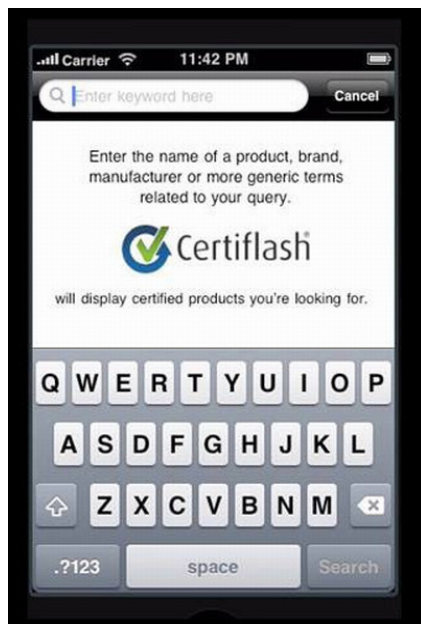 Carrier 11:42 PM
Enter keyword here Cancel
Enter the name of a product, brand,
manufacturer or more generic terms
related to your query.
Certiflash®
will display certified products you're looking for.
Q W E R T Y U I O P
A S D F G H J K L
Z X C V B N M
.?123 space Search